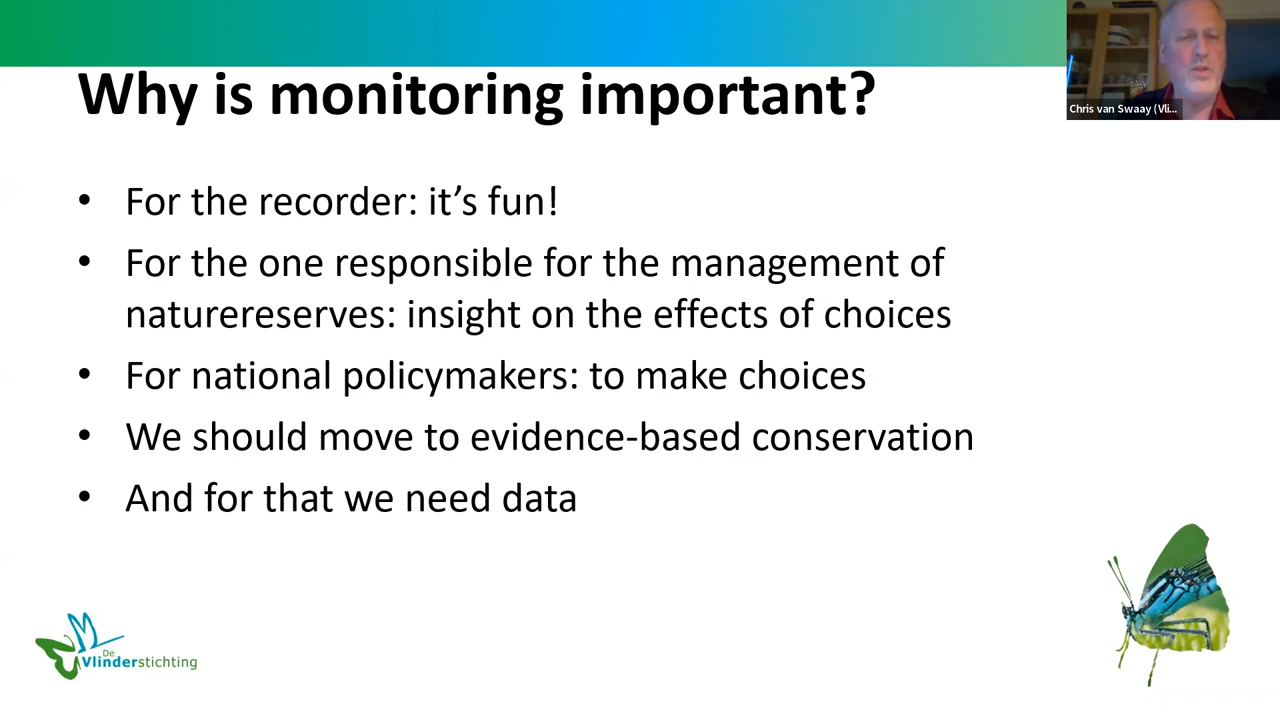 Why is monitoring important?
Chris van Swaay (Vli...
• For the recorder: it's fun!
• For the one responsible for the management of
naturereserves: insight on the effects of choices
• For national policymakers: to make choices
• We should move to evidence-based conservation
• And for that we need data
De
Vlinderstichting